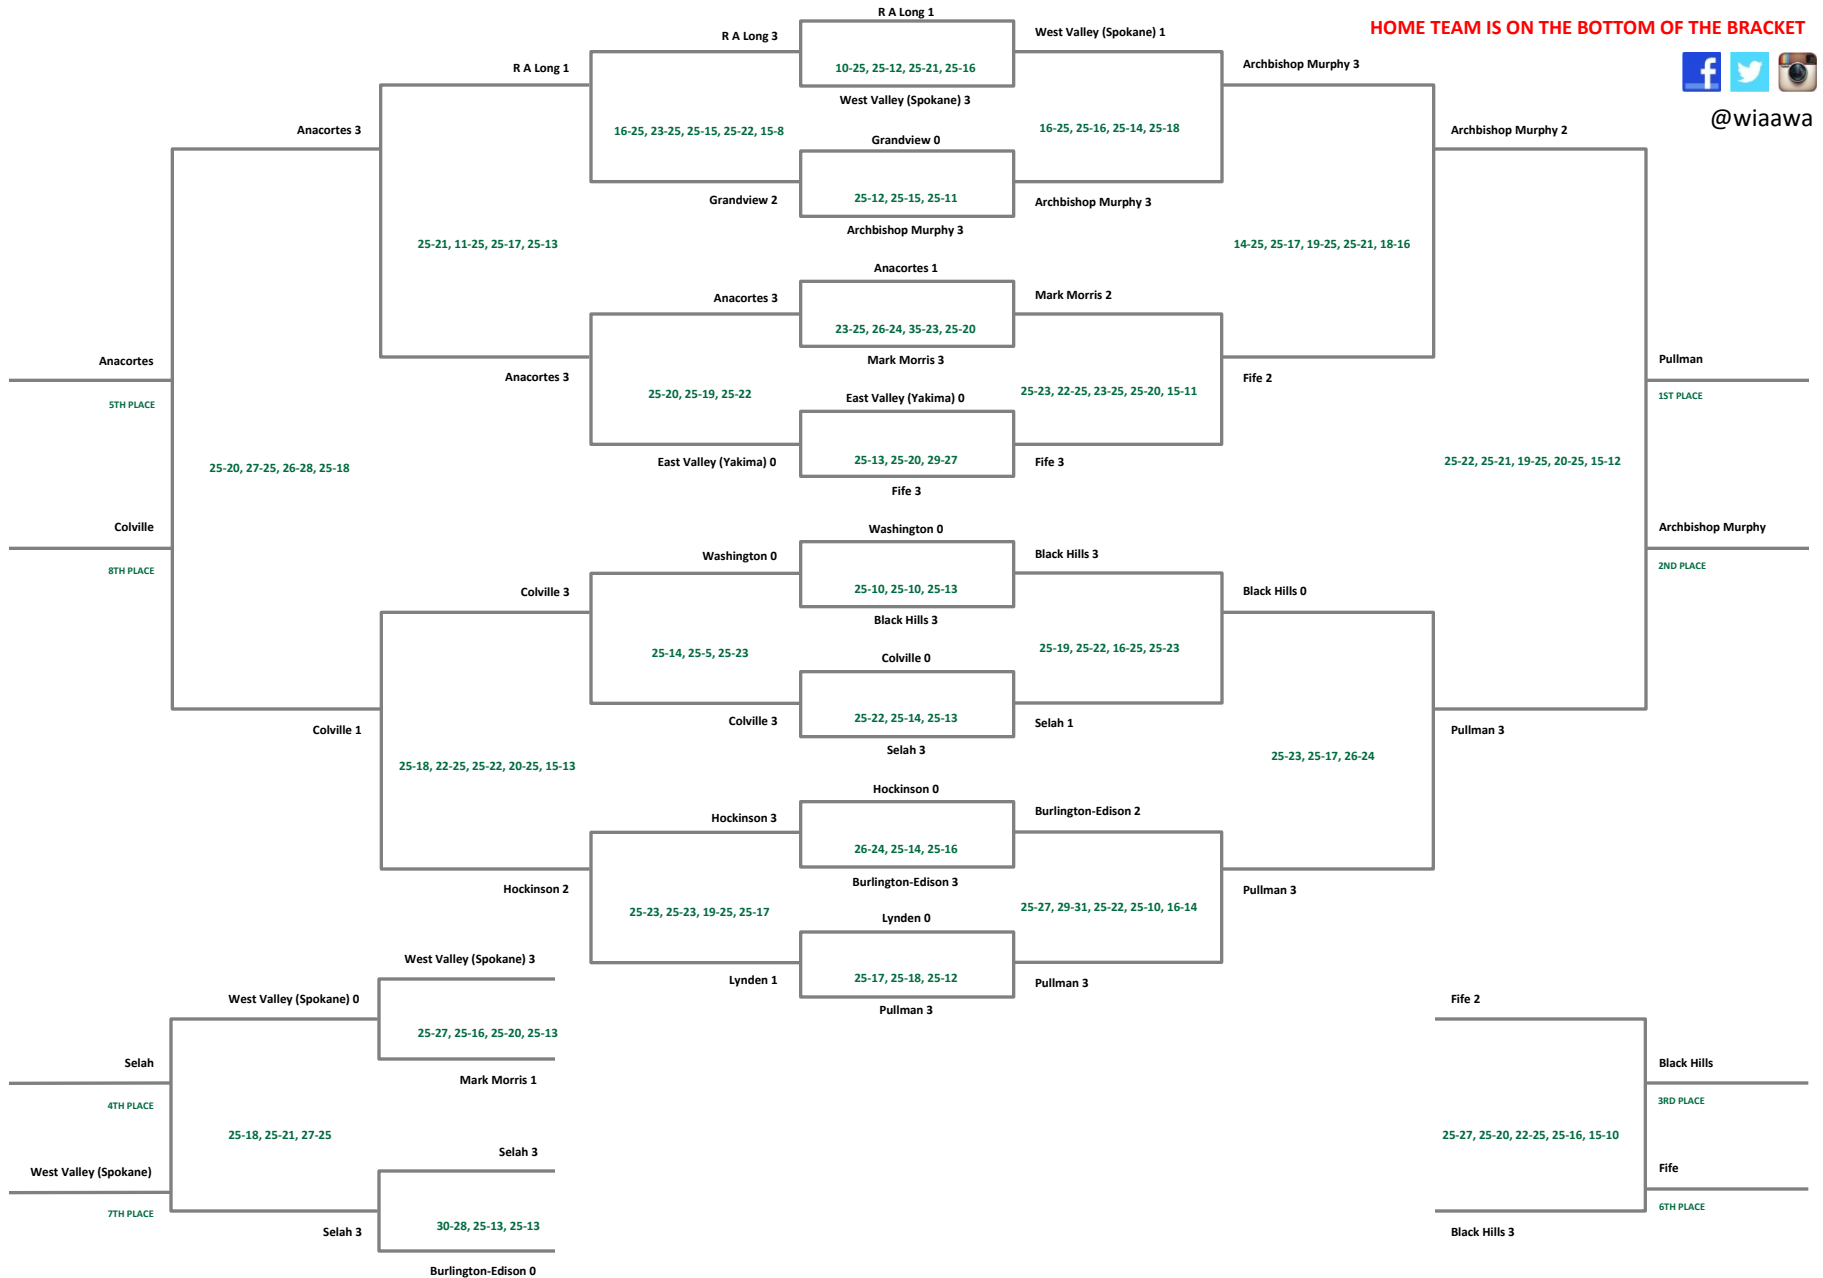 HOME TEAM IS ON THE BOTTOM OF THE BRACKET
@wiaawa
R A Long 1
10-25, 25-12, 25-21, 25-16
West Valley (Spokane) 3
Grandview 0
25-12, 25-15, 25-11
Archbishop Murphy 3
Anacortes 1
23-25, 26-24, 35-23, 25-20
Mark Morris 3
East Valley (Yakima) 0
25-13, 25-20, 29-27
Fife 3
Washington 0
25-10, 25-10, 25-13
Black Hills 3
Colville 0
25-22, 25-14, 25-13
Selah 3
Hockinson 0
26-24, 25-14, 25-16
Burlington-Edison 3
Lynden 0
25-17, 25-18, 25-12
Pullman 3
West Valley (Spokane) 1
16-25, 25-16, 25-14, 25-18
Archbishop Murphy 3
Mark Morris 2
25-23, 22-25, 23-25, 25-20, 15-11
Fife 3
Black Hills 3
25-19, 25-22, 16-25, 25-23
Selah 1
Burlington-Edison 2
25-27, 29-31, 25-22, 25-10, 16-14
Pullman 3
Archbishop Murphy 3
14-25, 25-17, 19-25, 25-21, 18-16
Fife 2
Black Hills 0
25-23, 25-17, 26-24
Pullman 3
Archbishop Murphy 2
25-22, 25-21, 19-25, 20-25, 15-12
Pullman 3
Pullman
1ST PLACE
Archbishop Murphy
2ND PLACE
Fife 2
25-27, 25-20, 22-25, 25-16, 15-10
Black Hills 3
Black Hills
3RD PLACE
Fife
6TH PLACE
R A Long 3
16-25, 23-25, 25-15, 25-22, 15-8
Grandview 2
Anacortes 3
25-20, 25-19, 25-22
East Valley (Yakima) 0
Washington 0
25-14, 25-5, 25-23
Colville 3
Hockinson 3
25-23, 25-23, 19-25, 25-17
Lynden 1
R A Long 1
25-21, 11-25, 25-17, 25-13
Anacortes 3
Colville 3
25-18, 22-25, 25-22, 20-25, 15-13
Hockinson 2
Anacortes 3
25-20, 27-25, 26-28, 25-18
Colville 1
Anacortes
5TH PLACE
Colville
8TH PLACE
West Valley (Spokane) 3
25-27, 25-16, 25-20, 25-13
Mark Morris 1
Selah 3
30-28, 25-13, 25-13
Burlington-Edison 0
West Valley (Spokane) 0
25-18, 25-21, 27-25
Selah 3
Selah
4TH PLACE
West Valley (Spokane)
7TH PLACE